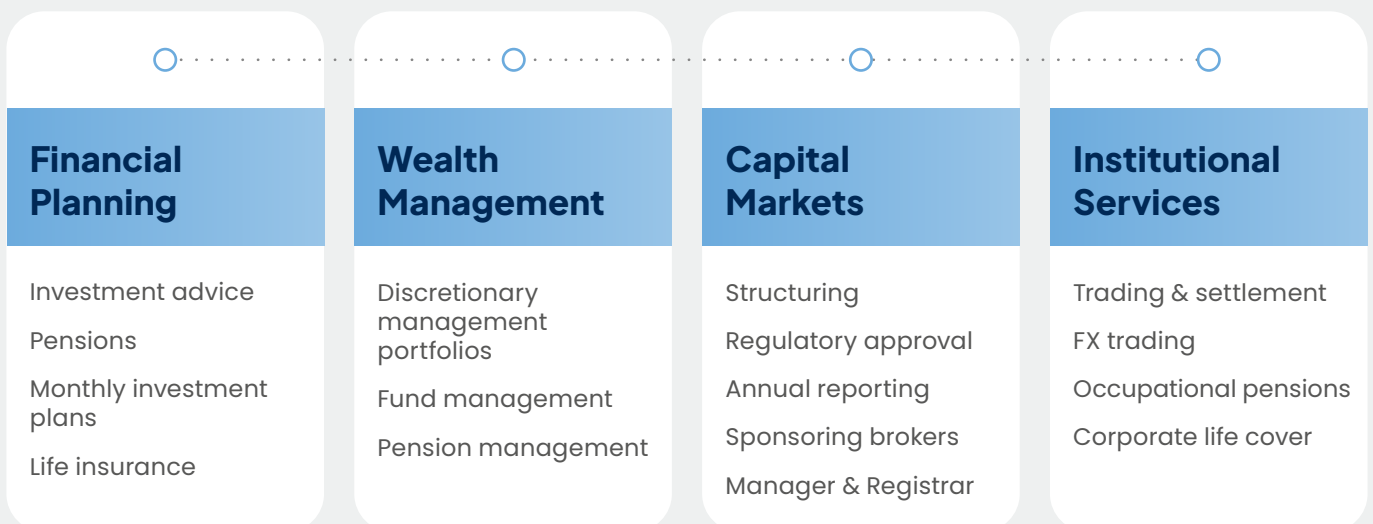 Financial
Planning
Investment advice
Pensions
Monthly investment
plans
Life insurance
Wealth
Management
Discretionary
management
portfolios
Fund management
Pension management
Capital
Markets
Structuring
Regulatory approval
Annual reporting
Sponsoring brokers
Manager & Registrar
Institutional
Services
Trading & settlement
FX trading
Occupational pensions
Corporate life cover